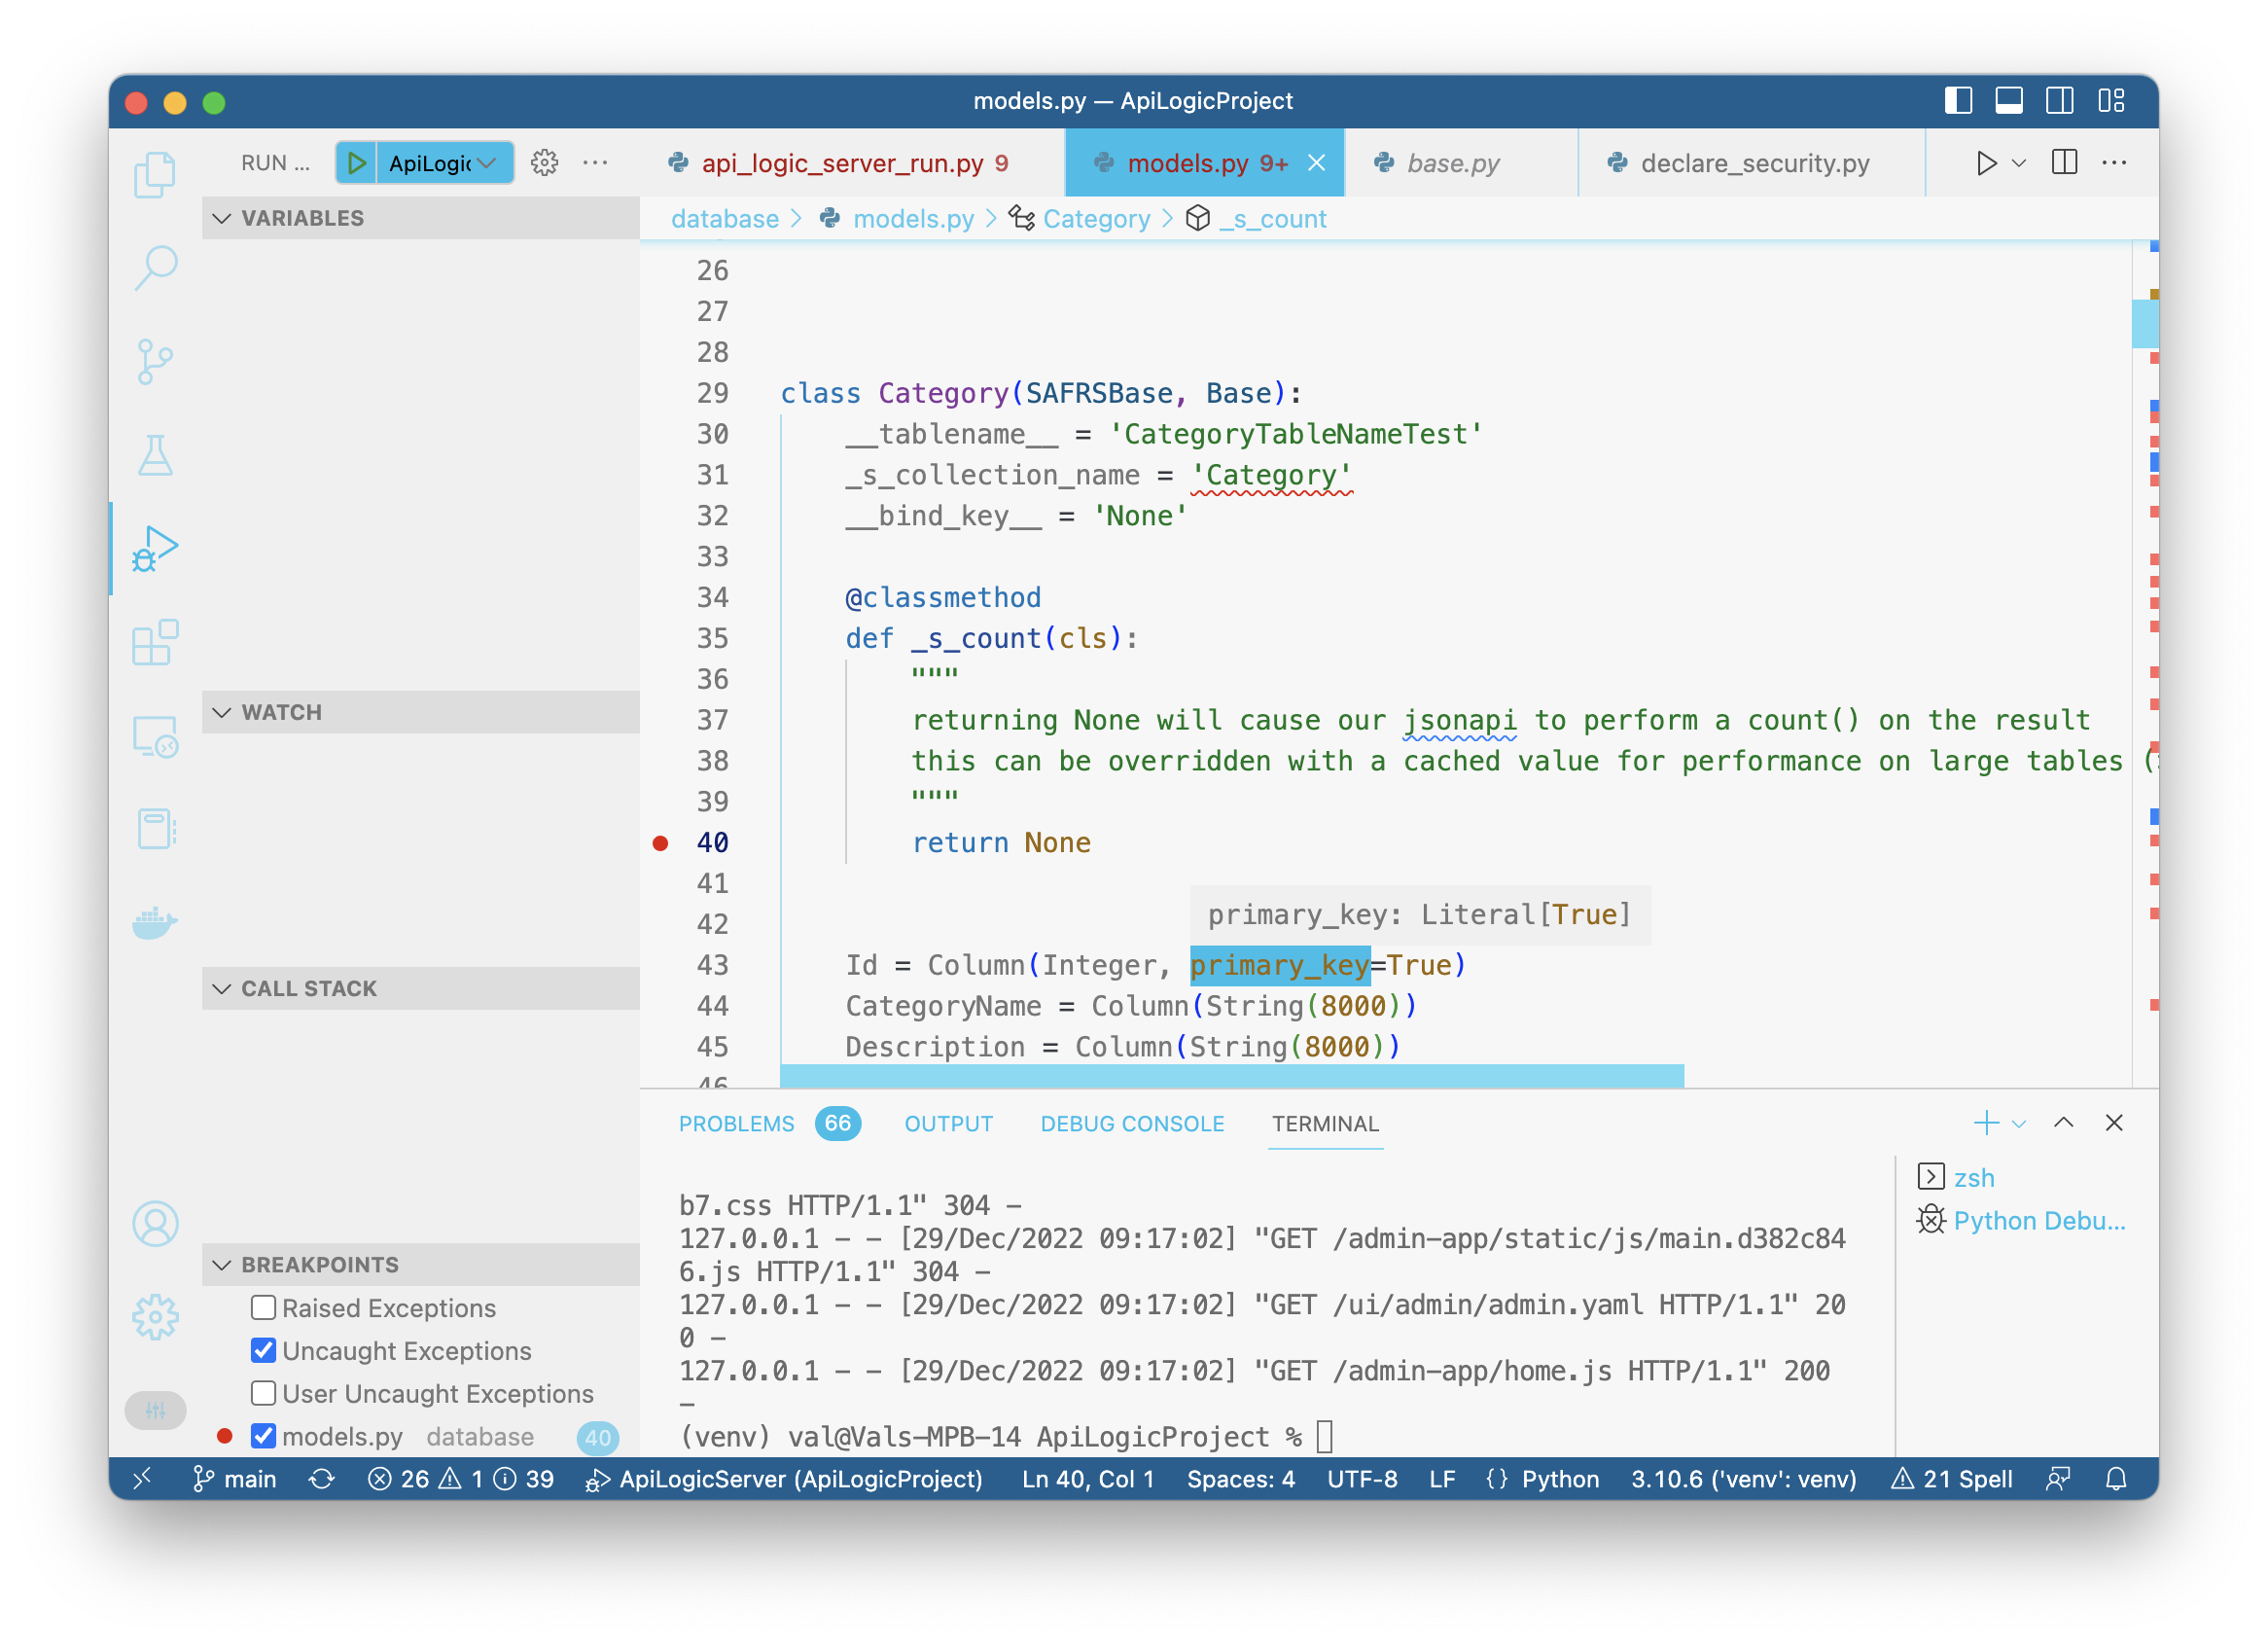 models.py — ApiLogicProject
RUN ...
ApiLogic
api_logic_server_run.py 9
models.py 9+
base.py
declare_security.py
VARIABLES
WATCH
CALL STACK
BREAKPOINTS
Raised Exceptions
Uncaught Exceptions
User Uncaught Exceptions
models.py database 40
database > models.py > Category > _s_count
26
27
28
29 class Category(SAFRSBase, Base):
30 __tablename__ = 'CategoryTableNameTest'
31 _s_collection_name = 'Category'
32 __bind_key__ = 'None'
33
34 @classmethod
35 def _s_count(cls):
36 """
37 returning None will cause our jsonapi to perform a count() on the result
38 this can be overridden with a cached value for performance on large tables (
39 """
40 return None
41
42
primary_key: Literal[True]
43 Id = Column(Integer, primary_key=True)
44 CategoryName = Column(String(8000))
45 Description = Column(String(8000))
46
PROBLEMS 66 OUTPUT DEBUG CONSOLE TERMINAL
b7.css HTTP/1.1" 304 -
127.0.0.1 - - [29/Dec/2022 09:17:02] "GET /admin-app/static/js/main.d382c84
6.js HTTP/1.1" 304 -
127.0.0.1 - - [29/Dec/2022 09:17:02] "GET /ui/admin/admin.yaml HTTP/1.1" 20
0 -
127.0.0.1 - - [29/Dec/2022 09:17:02] "GET /admin-app/home.js HTTP/1.1" 200
-
(venv) val@Vals-MPB-14 ApiLogicProject %
zsh
Python Debu...
main 26 1 39 ApiLogicServer (ApiLogicProject) Ln 40, Col 1 Spaces: 4 UTF-8 LF {} Python 3.10.6 ('venv': venv) 21 Spell